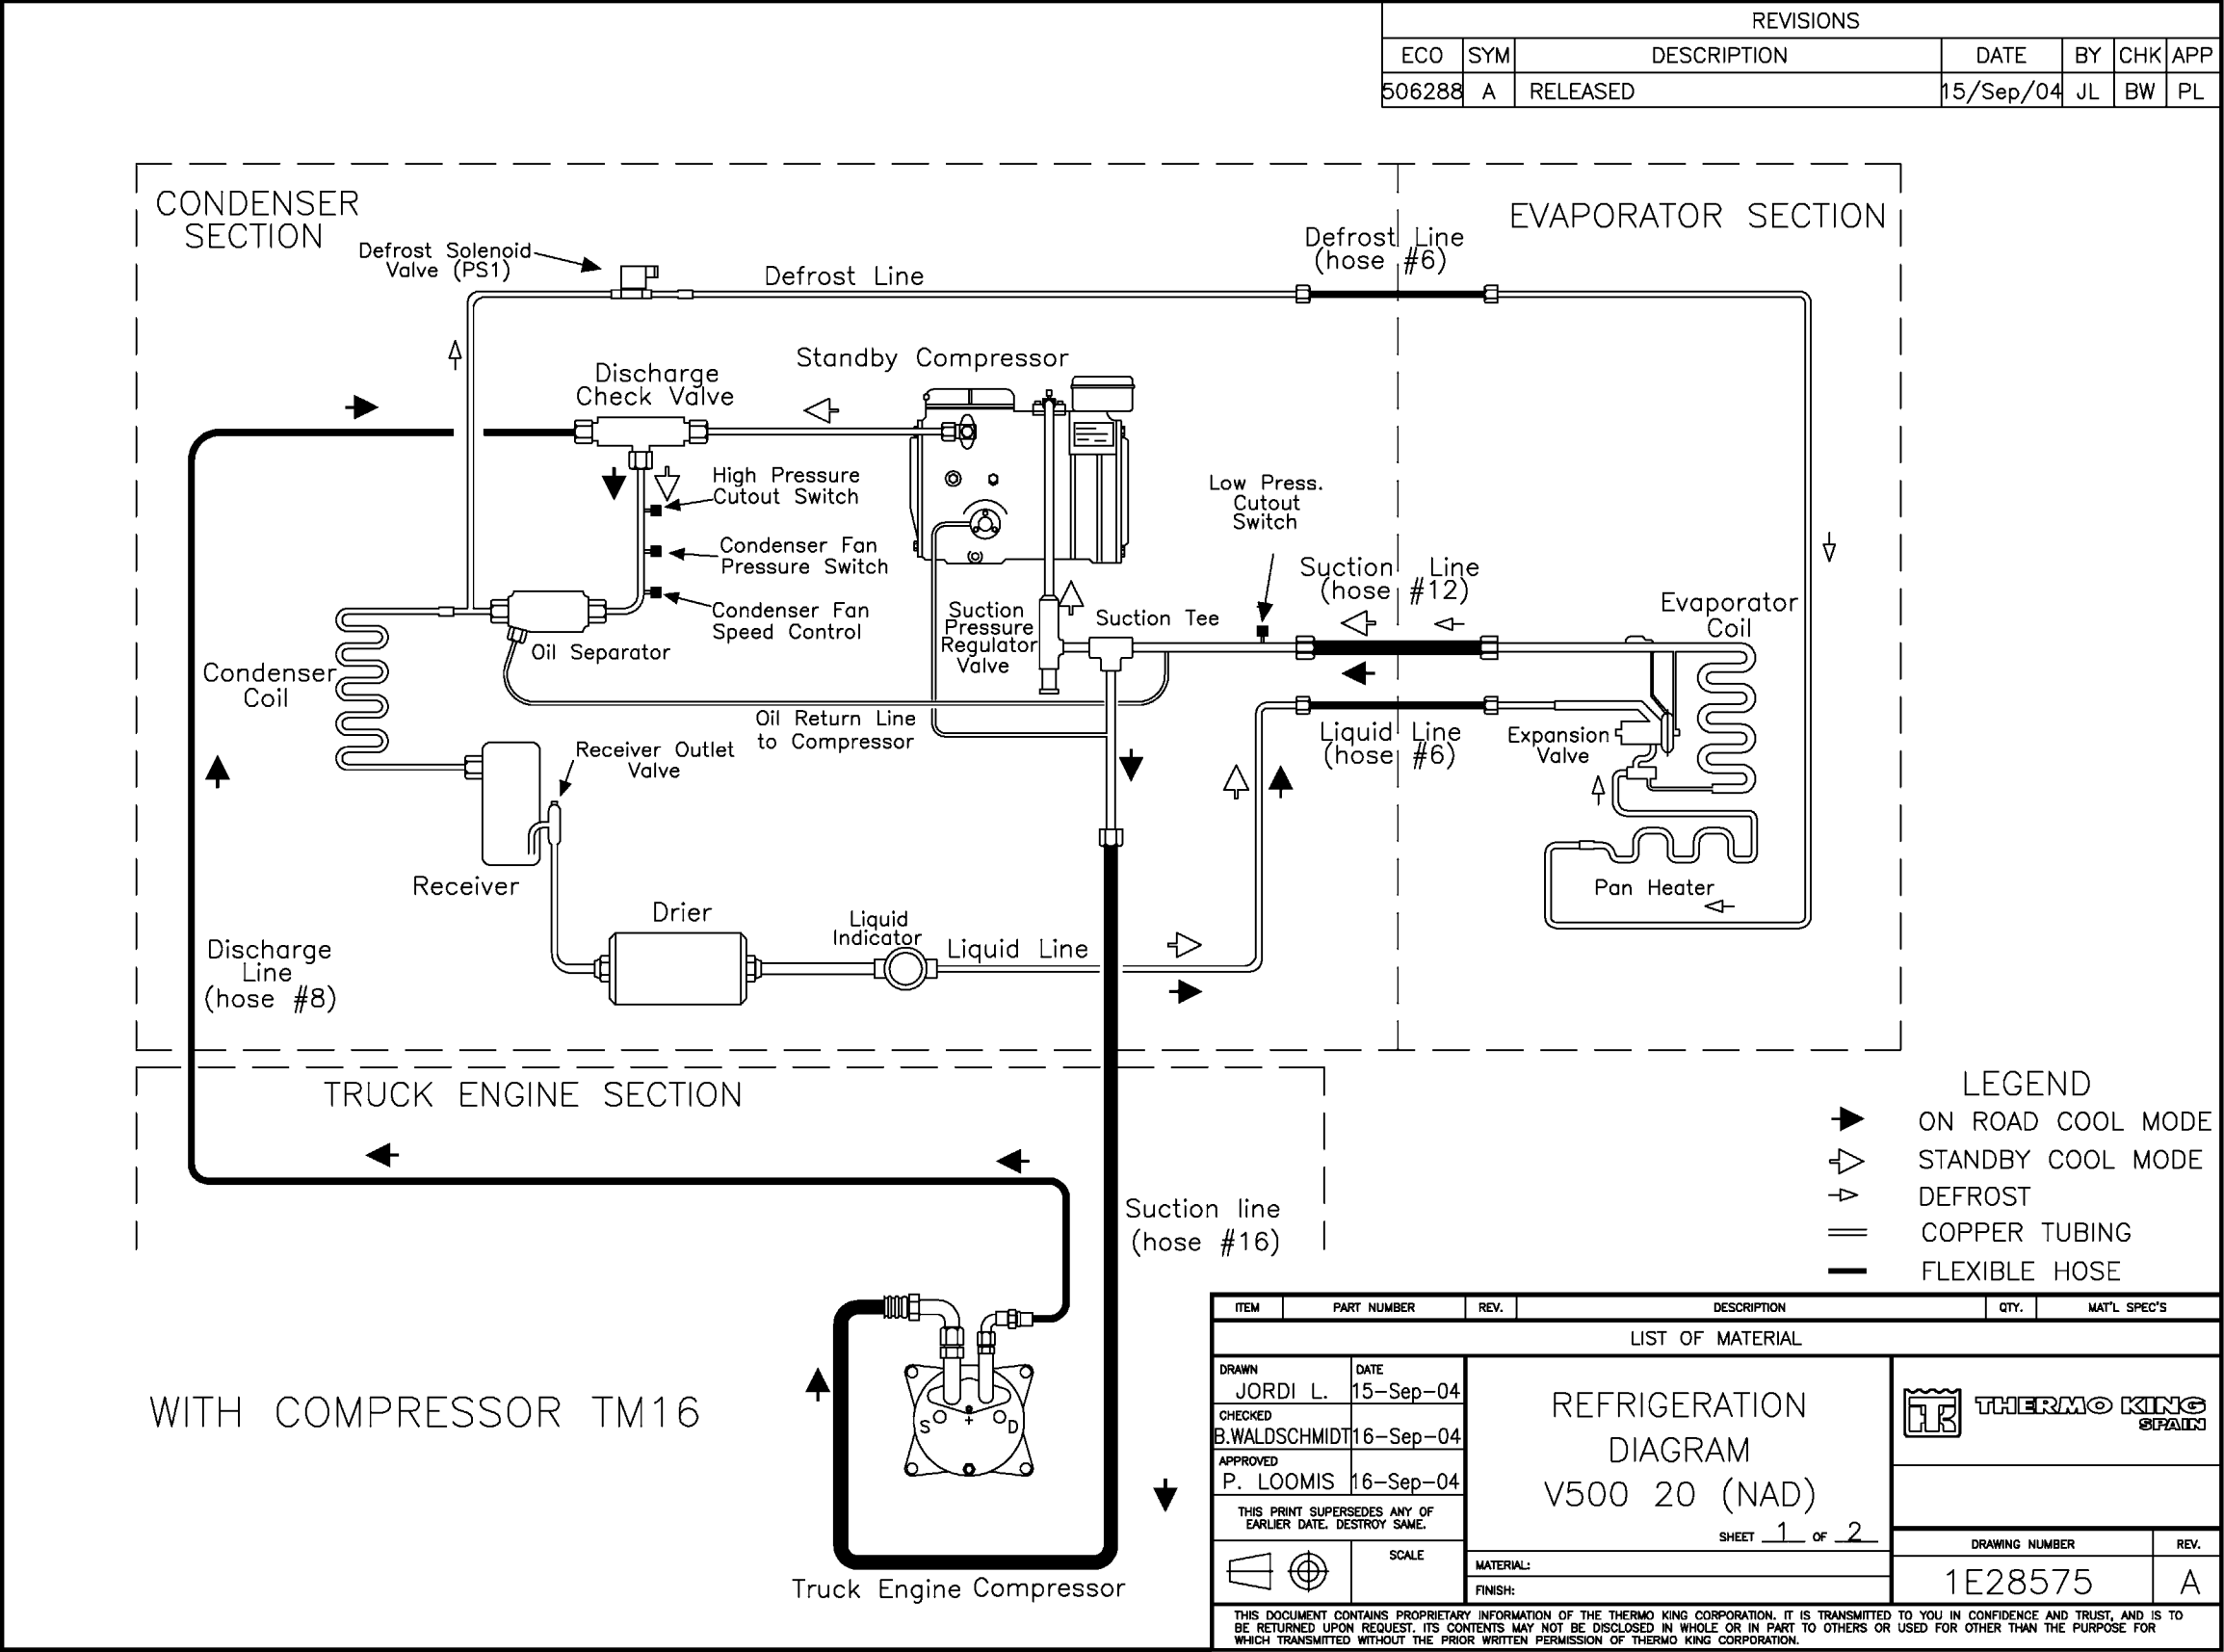 REVISIONS
ECO SYM DESCRIPTION DATE BY CHK APP
506288 A RELEASED 15/Sep/04 JL BW PL
CONDENSER
SECTION
EVAPORATOR SECTION
Defrost Solenoid
Valve (PS1)
Defrost Line
Defrost Line
(hose #6)
Discharge
Check Valve
Standby Compressor
High Pressure
Cutout Switch
Condenser Fan
Pressure Switch
Condenser Fan
Speed Control
Low Press.
Cutout
Switch
Suction Line
(hose #12)
Suction
Pressure
Regulator
Valve
Suction Tee
Evaporator
Coil
Oil Separator
Condenser
Coil
Oil Return Line
to Compressor
Liquid Line
(hose #6)
Expansion
Valve
Receiver Outlet
Valve
Receiver
Pan Heater
Drier
Liquid
Indicator
Liquid Line
Discharge
Line
(hose #8)
TRUCK ENGINE SECTION
LEGEND
ON ROAD COOL MODE
STANDBY COOL MODE
DEFROST
COPPER TUBING
FLEXIBLE HOSE
Suction line
(hose #16)
WITH COMPRESSOR TM16
S D
Truck Engine Compressor
ITEM PART NUMBER REV. DESCRIPTION QTY. MAT'L SPEC'S
LIST OF MATERIAL
DRAWN DATE
JORDI L. 15-Sep-04
CHECKED
B.WALDSCHMIDT 16-Sep-04
APPROVED
P. LOOMIS 16-Sep-04
THIS PRINT SUPERSEDES ANY OF
EARLIER DATE. DESTROY SAME.
SCALE
REFRIGERATION
DIAGRAM
V500 20 (NAD)
SHEET 1 OF 2
MATERIAL:
FINISH:
TK THERMO KING
SPAIN
DRAWING NUMBER REV.
1E28575 A
THIS DOCUMENT CONTAINS PROPRIETARY INFORMATION OF THE THERMO KING CORPORATION. IT IS TRANSMITTED TO YOU IN CONFIDENCE AND TRUST, AND IS TO
BE RETURNED UPON REQUEST. ITS CONTENTS MAY NOT BE DISCLOSED IN WHOLE OR IN PART TO OTHERS OR USED FOR OTHER THAN THE PURPOSE FOR
WHICH TRANSMITTED WITHOUT THE PRIOR WRITTEN PERMISSION OF THERMO KING CORPORATION.